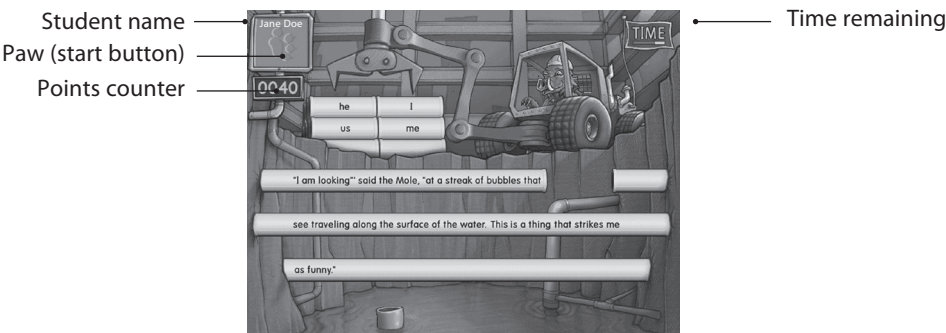 Student name
Jane Doe
Time remaining
TIME
Paw (start button)
Points counter
0040
he I
us me
"I am looking"' said the Mole, "at a streak of bubbles that
see traveling along the surface of the water. This is a thing that strikes me
as funny."